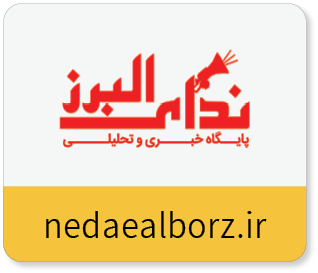 ندای البرز
پایگاه خبری و تحلیلی
nedaealborz.ir